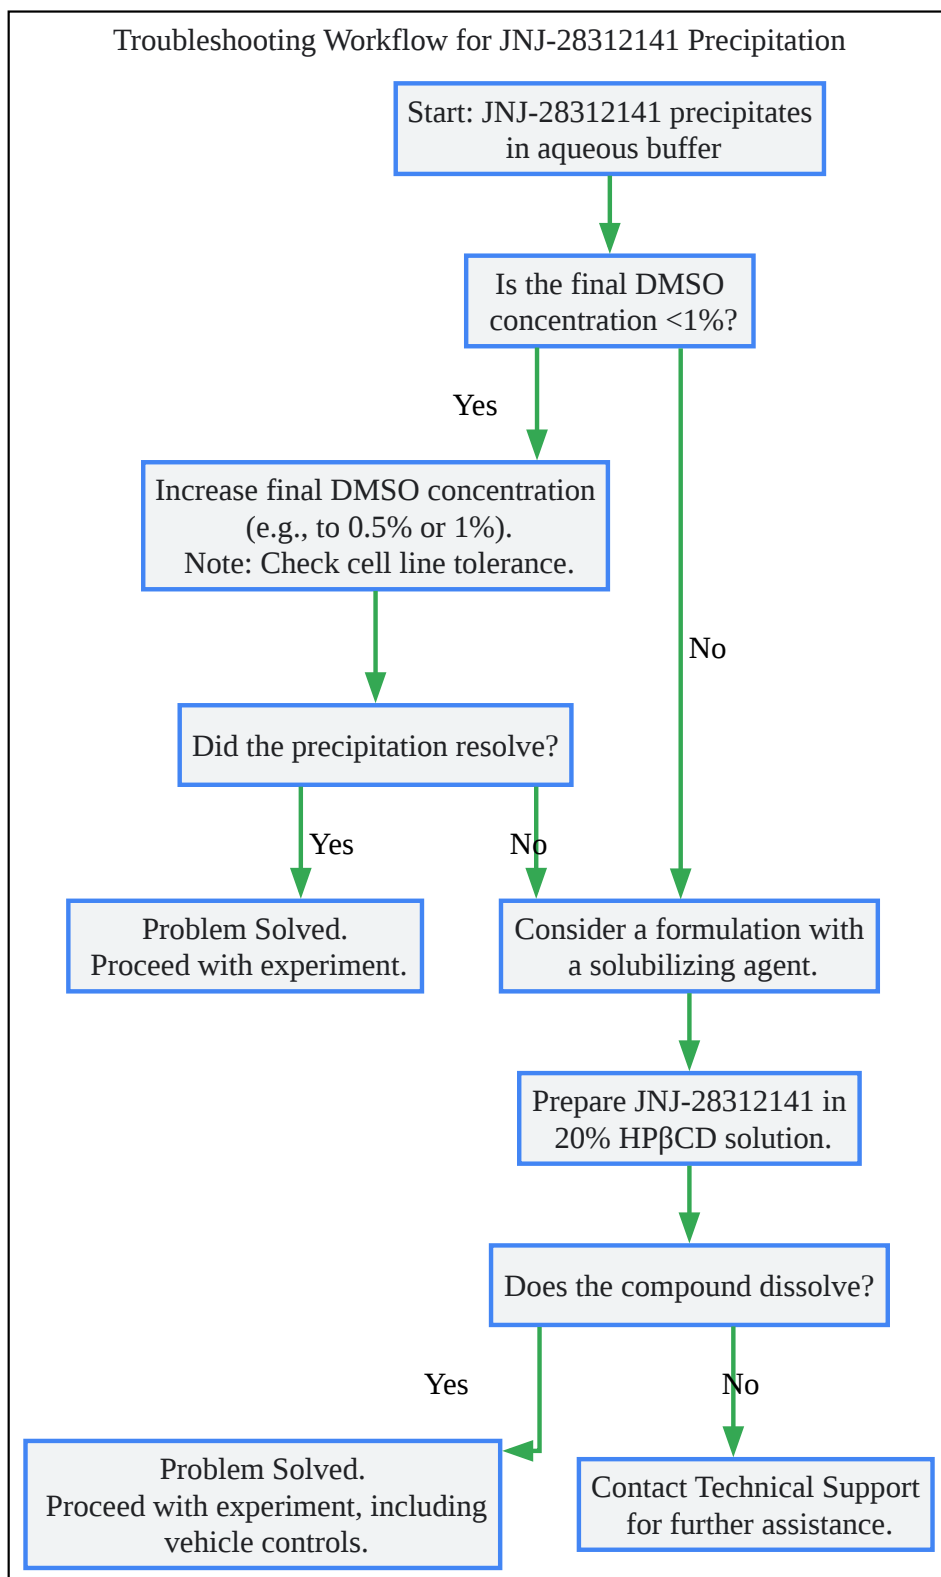 Troubleshooting Workflow for JNJ-28312141 Precipitation
Start: JNJ-28312141 precipitates
in aqueous buffer
Is the final DMSO
concentration <1%?
Yes
Increase final DMSO concentration
(e.g., to 0.5% or 1%).
Note: Check cell line tolerance.
No
Did the precipitation resolve?
Yes
No
Problem Solved.
Proceed with experiment.
Consider a formulation with
a solubilizing agent.
Prepare JNJ-28312141 in
20% HPβCD solution.
Does the compound dissolve?
Yes
No
Problem Solved.
Proceed with experiment, including
vehicle controls.
Contact Technical Support
for further assistance.